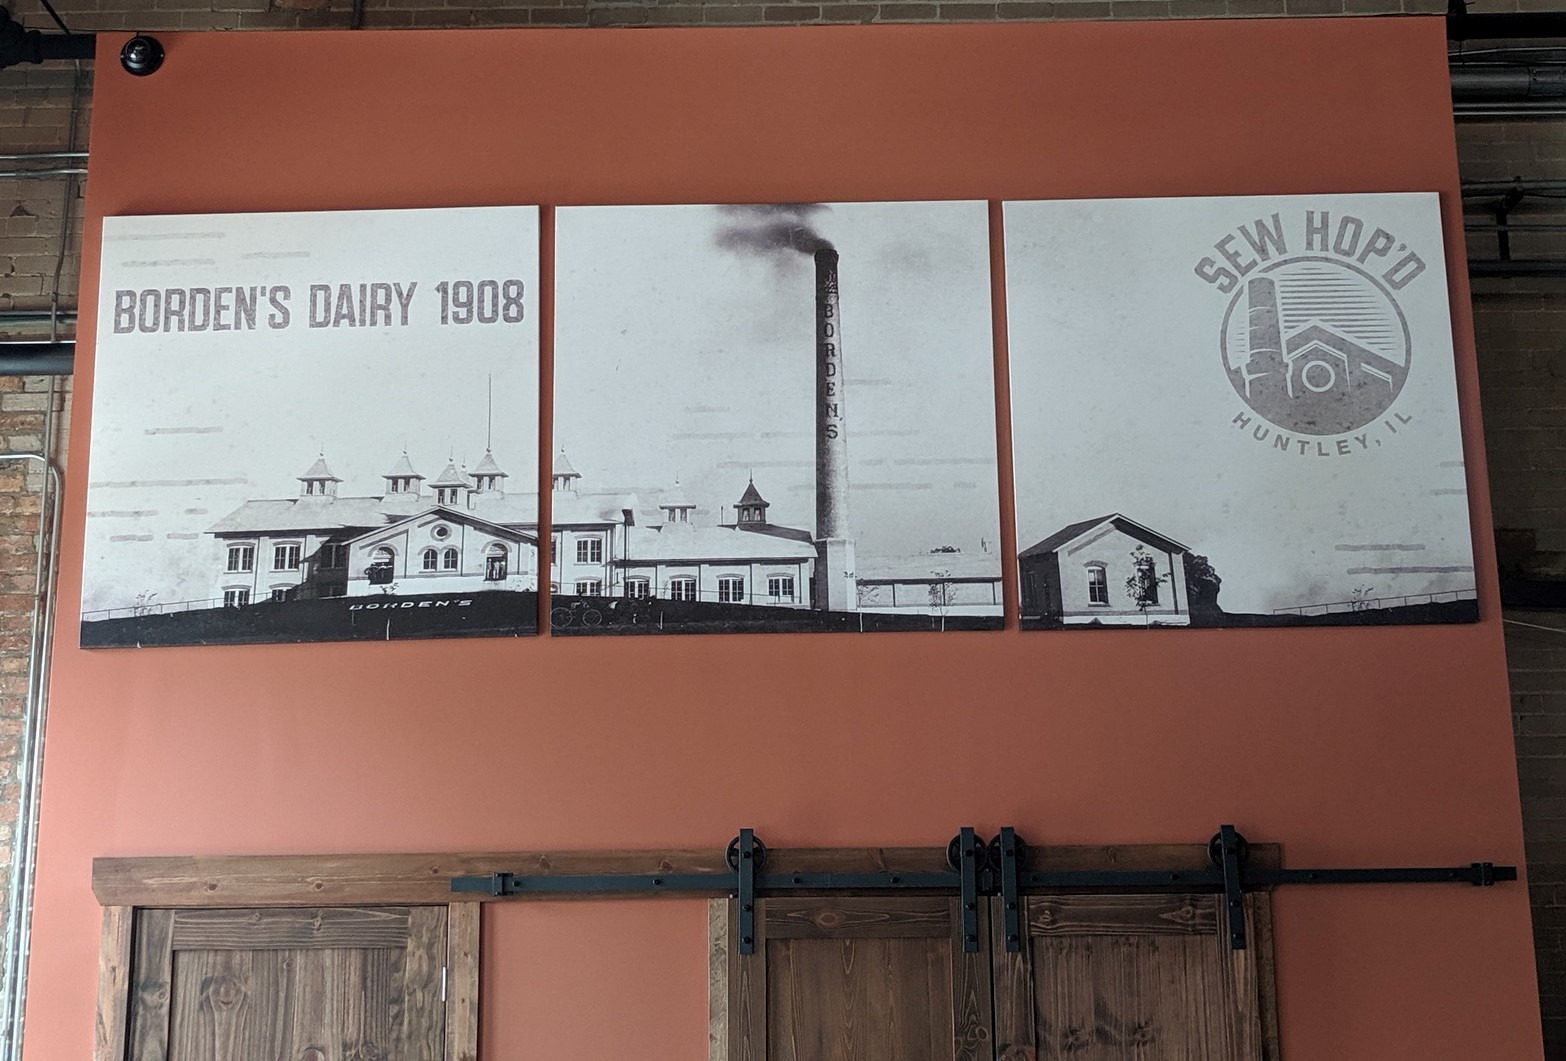 BORDEN'S DAIRY 1908
BORDEN'S
BORDEN'S
SEW HOP'D
HUNTLEY, IL